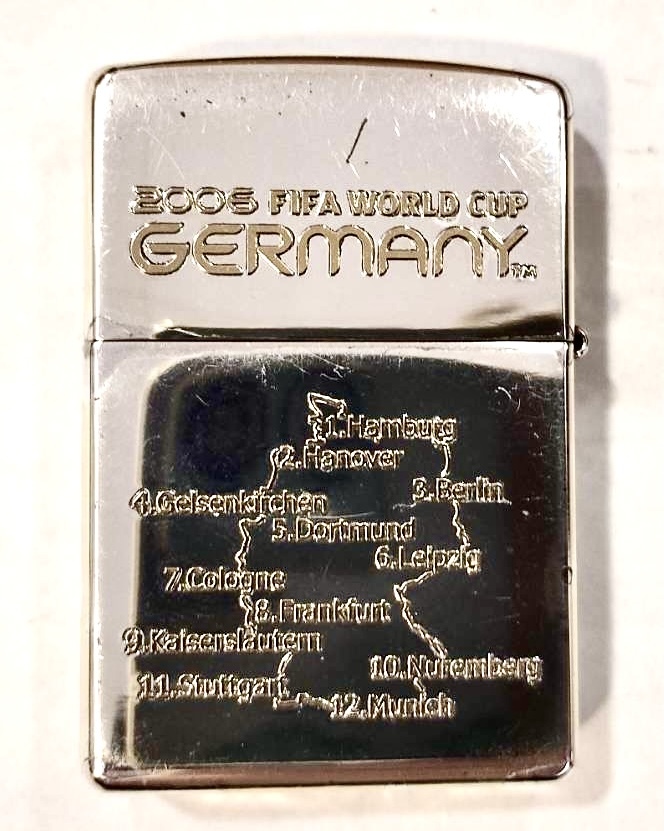 2006 FIFA WORLD CUP
GERMANY™
1.Hamburg
2.Hanover
3.Berlin
4.Gelsenkirchen
5.Dortmund
6.Leipzig
7.Cologne
8.Frankfurt
9.Kaiserslautern
10.Nuremberg
11.Stuttgart
12.Munich